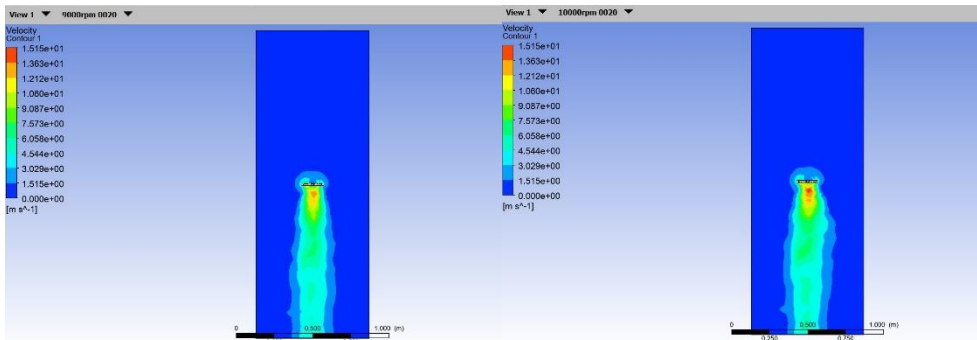 View 1 9000rpm 0020
Velocity
Contour 1
1.515e+01
1.363e+01
1.212e+01
1.060e+01
9.087e+00
7.573e+00
6.058e+00
4.544e+00
3.029e+00
1.515e+00
0.000e+00
[m s^-1]
0 0.500 1.000 (m)
View 1 10000rpm 0020
Velocity
Contour 1
1.515e+01
1.363e+01
1.212e+01
1.060e+01
9.087e+00
7.573e+00
6.058e+00
4.544e+00
3.029e+00
1.515e+00
0.000e+00
[m s^-1]
0 0.500 1.000 (m)
0.250 0.750